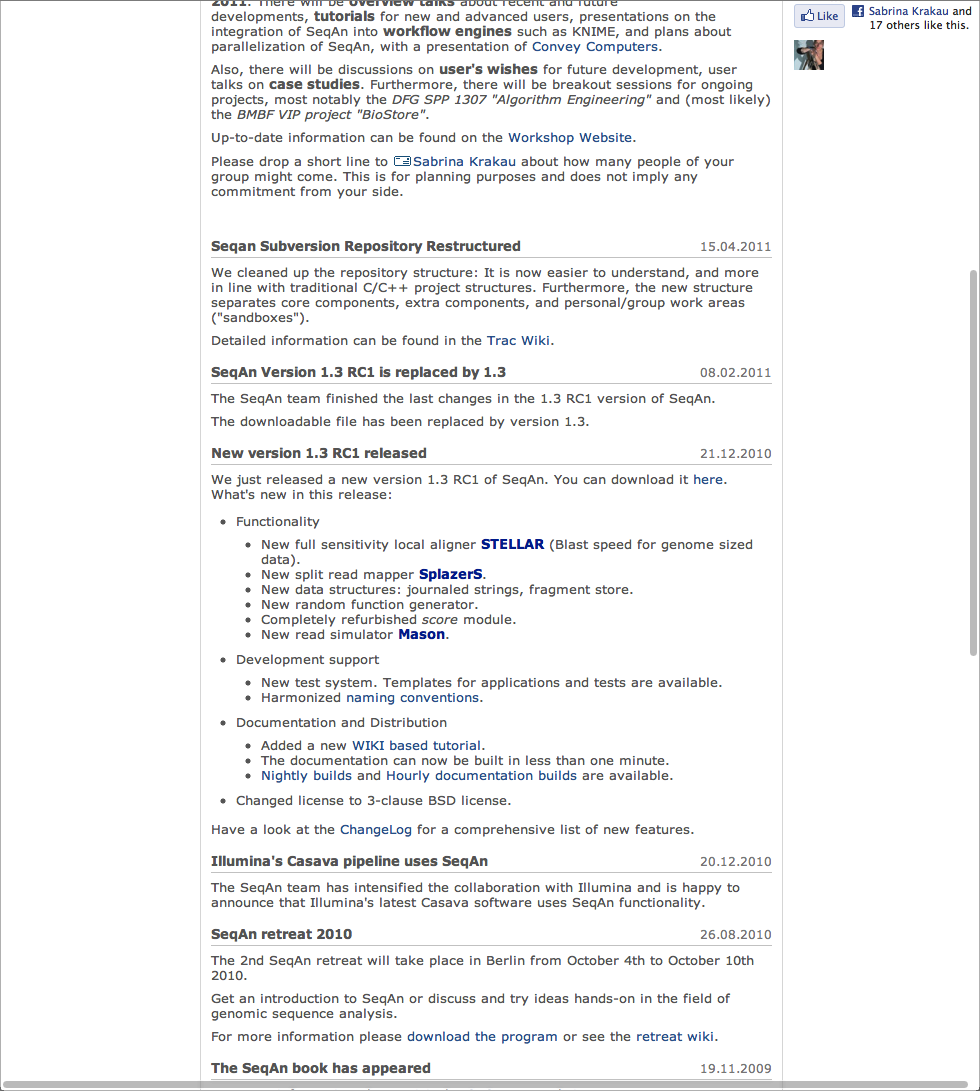 2011. There will be overview talks about recent and future
developments, tutorials for new and advanced users, presentations on the
integration of SeqAn into workflow engines such as KNIME, and plans about
parallelization of SeqAn, with a presentation of Convey Computers.
Also, there will be discussions on user's wishes for future development, user
talks on case studies. Furthermore, there will be breakout sessions for ongoing
projects, most notably the DFG SPP 1307 "Algorithm Engineering" and (most likely)
the BMBF VIP project "BioStore".
Up-to-date information can be found on the Workshop Website.
Please drop a short line to Sabrina Krakau about how many people of your
group might come. This is for planning purposes and does not imply any
commitment from your side.
Seqan Subversion Repository Restructured 15.04.2011
We cleaned up the repository structure: It is now easier to understand, and more
in line with traditional C/C++ project structures. Furthermore, the new structure
separates core components, extra components, and personal/group work areas
("sandboxes").
Detailed information can be found in the Trac Wiki.
SeqAn Version 1.3 RC1 is replaced by 1.3 08.02.2011
The SeqAn team finished the last changes in the 1.3 RC1 version of SeqAn.
The downloadable file has been replaced by version 1.3.
New version 1.3 RC1 released 21.12.2010
We just released a new version 1.3 RC1 of SeqAn. You can download it here.
What's new in this release:
• Functionality
• New full sensitivity local aligner STELLAR (Blast speed for genome sized
data).
• New split read mapper SplazerS.
• New data structures: journaled strings, fragment store.
• New random function generator.
• Completely refurbished score module.
• New read simulator Mason.
• Development support
• New test system. Templates for applications and tests are available.
• Harmonized naming conventions.
• Documentation and Distribution
• Added a new WIKI based tutorial.
• The documentation can now be built in less than one minute.
• Nightly builds and Hourly documentation builds are available.
• Changed license to 3-clause BSD license.
Have a look at the ChangeLog for a comprehensive list of new features.
Illumina's Casava pipeline uses SeqAn 20.12.2010
The SeqAn team has intensified the collaboration with Illumina and is happy to
announce that Illumina's latest Casava software uses SeqAn functionality.
SeqAn retreat 2010 26.08.2010
The 2nd SeqAn retreat will take place in Berlin from October 4th to October 10th
2010.
Get an introduction to SeqAn or discuss and try ideas hands-on in the field of
genomic sequence analysis.
For more information please download the program or see the retreat wiki.
The SeqAn book has appeared 19.11.2009
Like
Sabrina Krakau and
17 others like this.